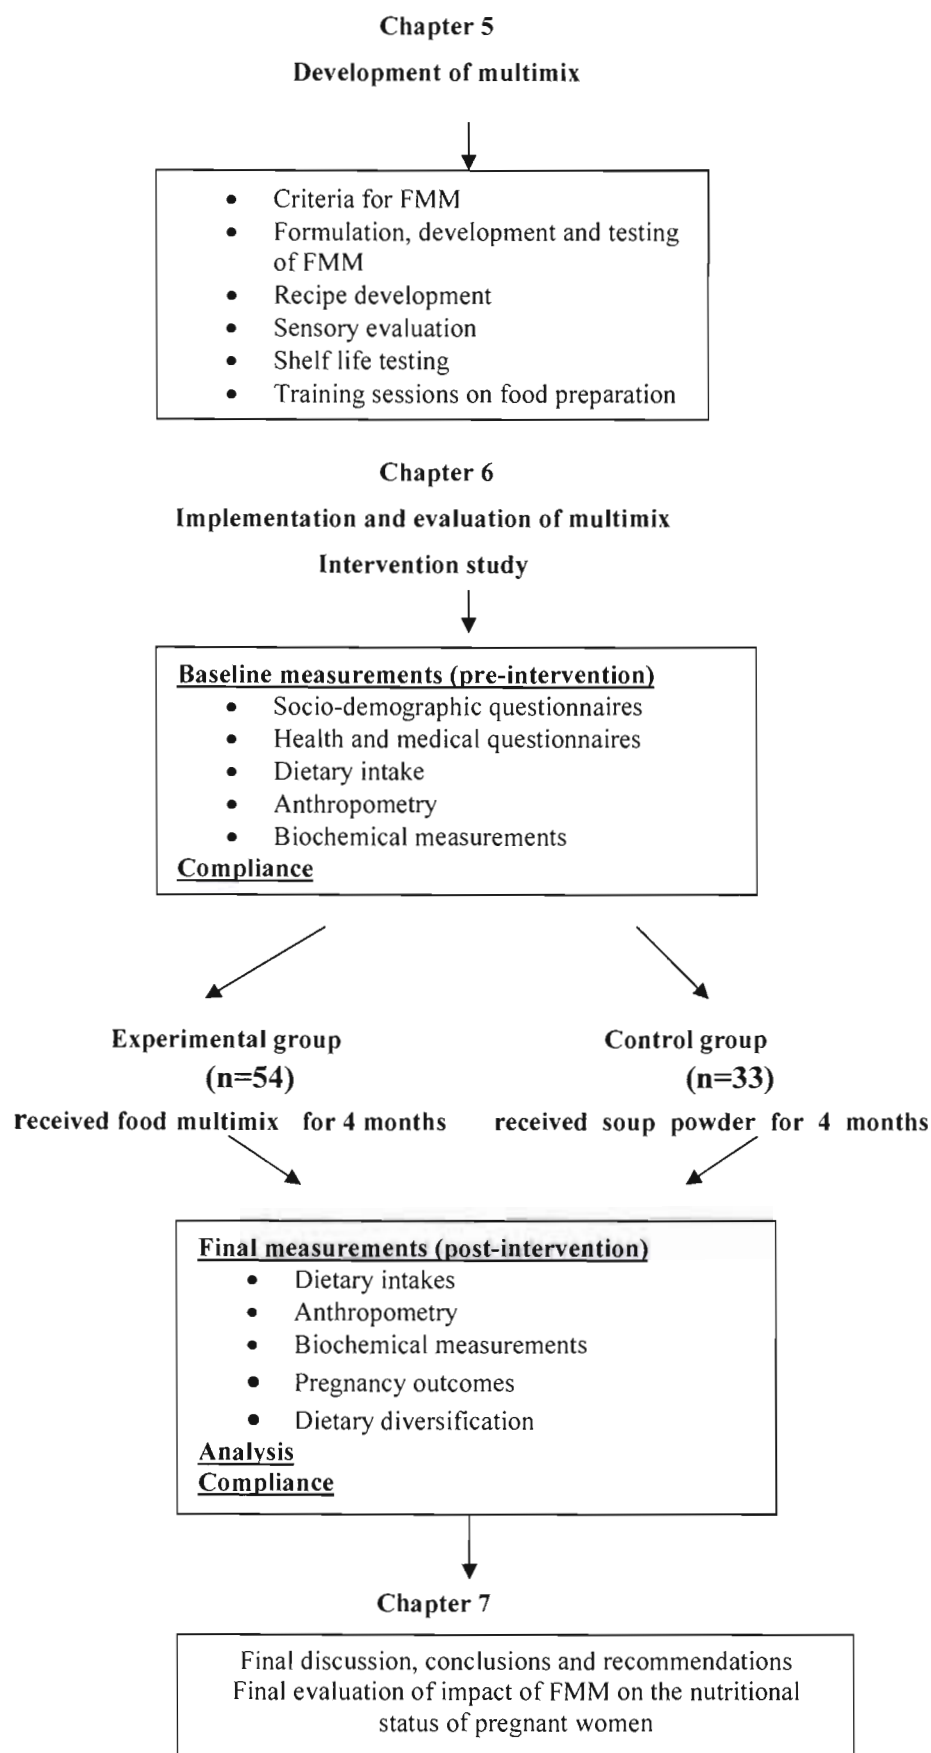 Chapter 5
Development of multimix
• Criteria for FMM
• Formulation, development and testing
of FMM
• Recipe development
• Sensory evaluation
• Shelf life testing
• Training sessions on food preparation
Chapter 6
Implementation and evaluation of multimix
Intervention study
Baseline measurements (pre-intervention)
• Socio-demographic questionnaires
• Health and medical questionnaires
• Dietary intake
• Anthropometry
• Biochemical measurements
Compliance
Experimental group
(n=54)
received food multimix for 4 months
Control group
(n=33)
received soup powder for 4 months
Final measurements (post-intervention)
• Dietary intakes
• Anthropometry
• Biochemical measurements
• Pregnancy outcomes
• Dietary diversification
Analysis
Compliance
Chapter 7
Final discussion, conclusions and recommendations
Final evaluation of impact of FMM on the nutritional
status of pregnant women